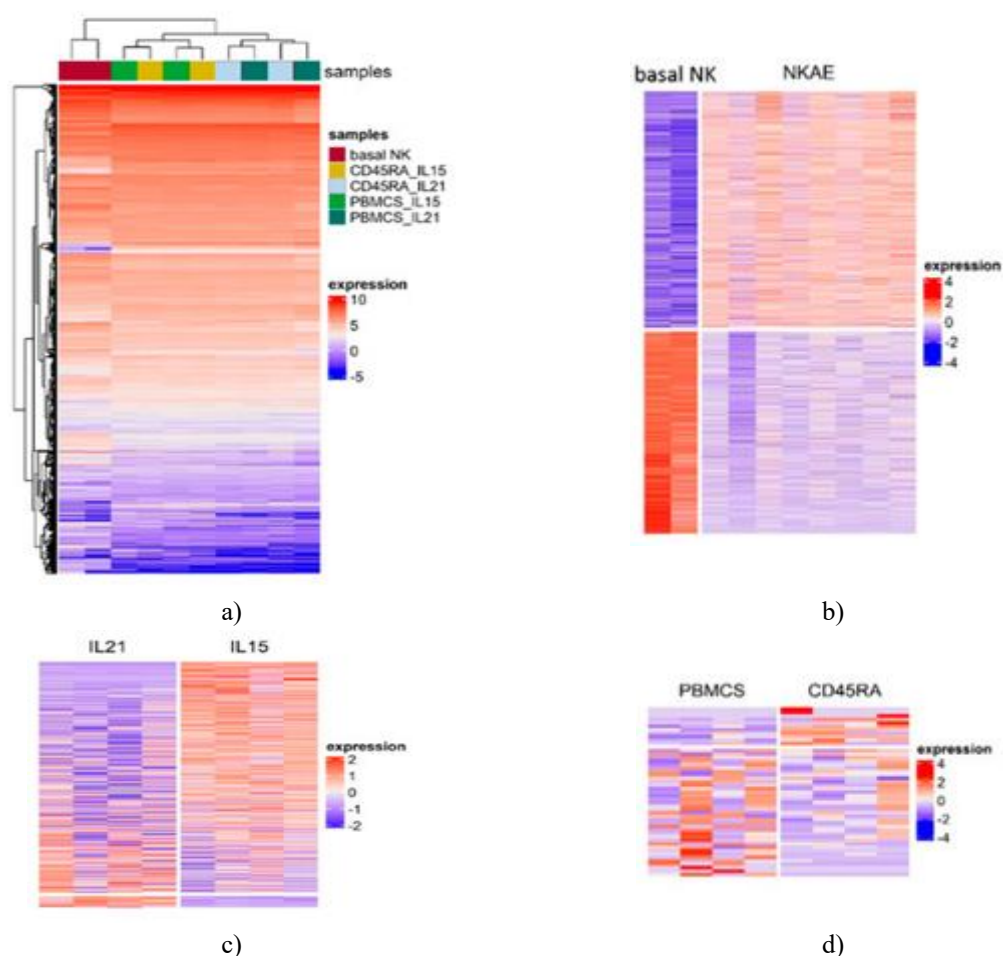 samples
samples
basal NK
CD45RA_IL15
CD45RA_IL21
PBMCS_IL15
PBMCS_IL21
expression
10
5
0
-5
a)
basal NK NKAE
expression
4
2
0
-2
-4
b)
IL21 IL15
expression
2
1
0
-1
-2
c)
PBMCS CD45RA
expression
4
2
0
-2
-4
d)